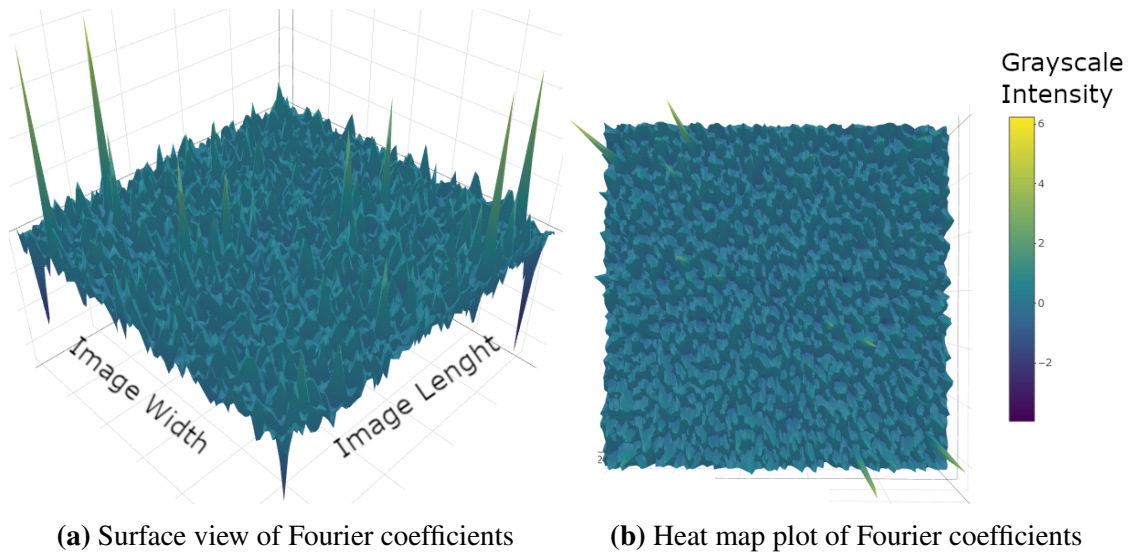 Image Width
Image Lenght
Grayscale
Intensity
6
4
2
0
−2
2
(a) Surface view of Fourier coefficients
(b) Heat map plot of Fourier coefficients